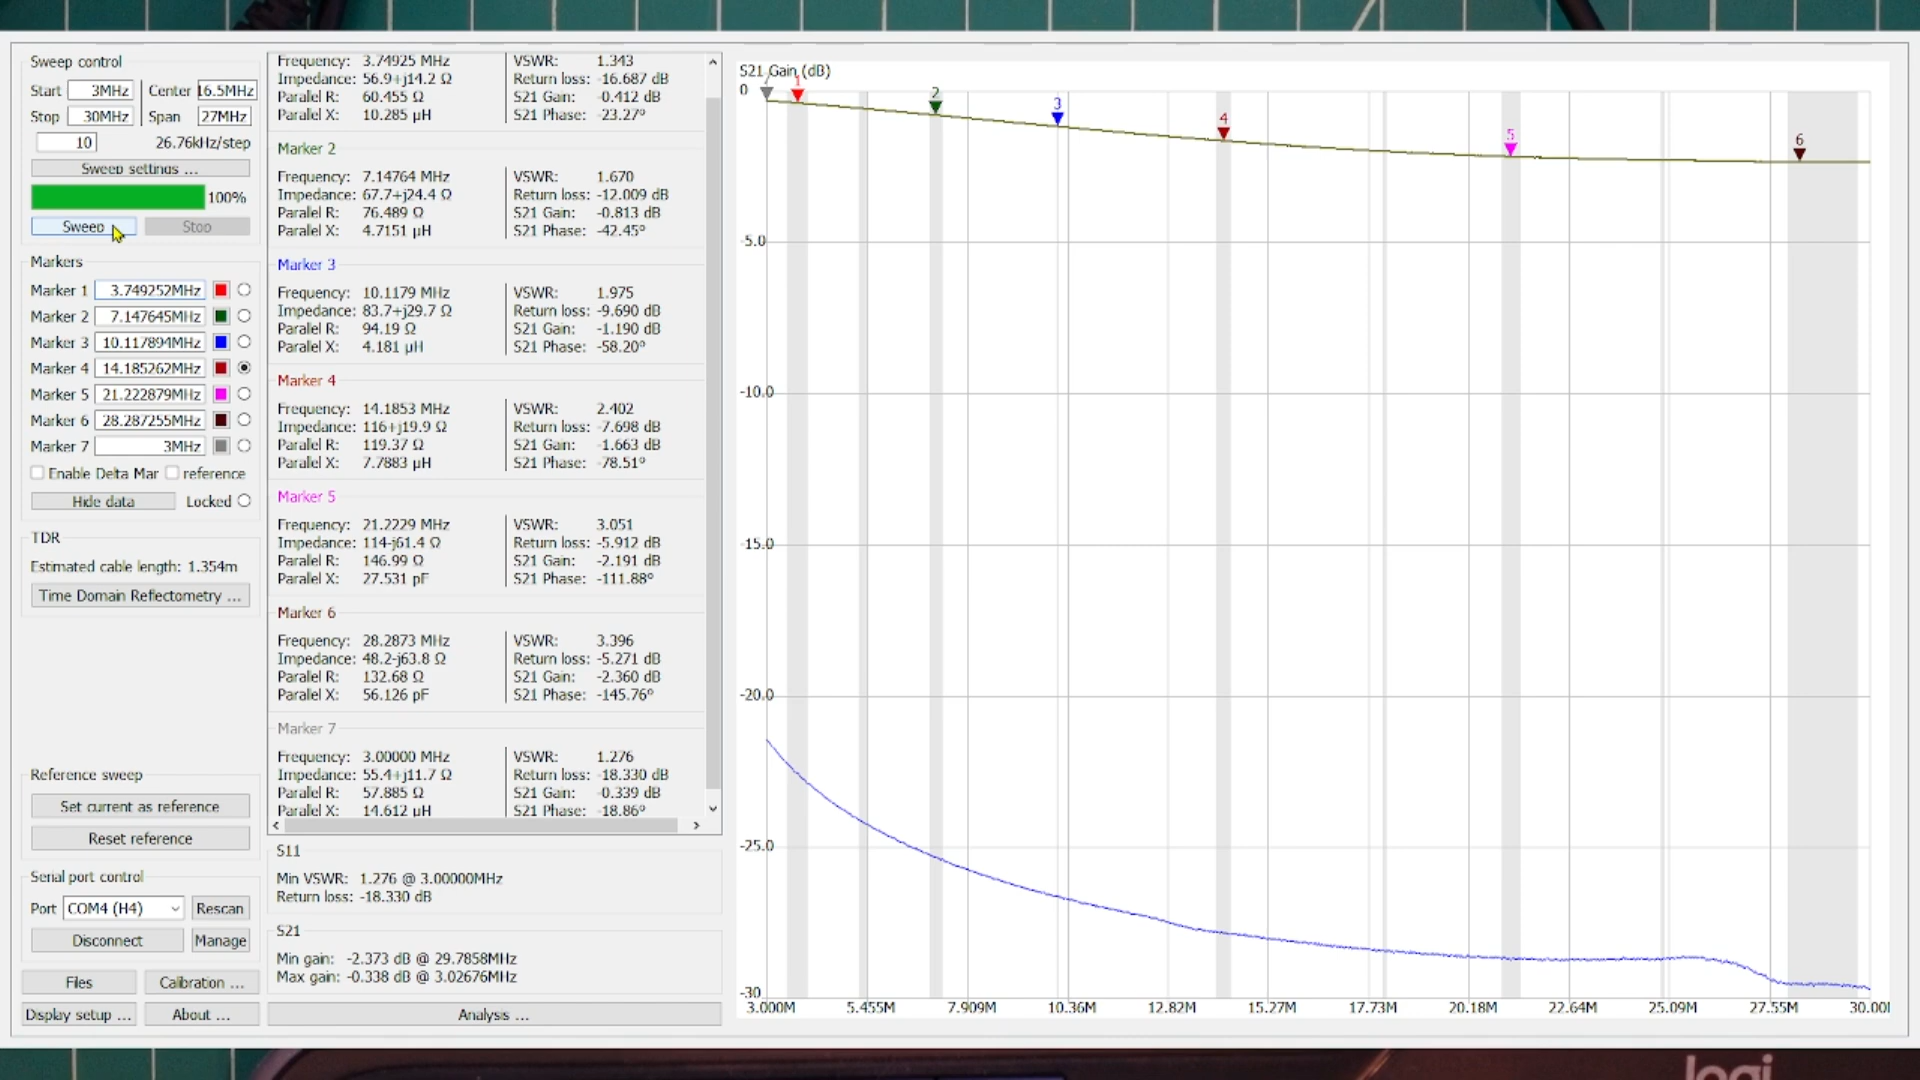 Sweep control
Start 3MHz Center 16.5MHz
Stop 30MHz Span 27MHz
10 26.76kHz/step
Sweep settings ...
100%
Sweep Stop
Markers
Marker 1 3.749252MHz
Marker 2 7.147645MHz
Marker 3 10.117894MHz
Marker 4 14.185262MHz
Marker 5 21.222879MHz
Marker 6 28.287255MHz
Marker 7 3MHz
Enable Delta Mar reference
Hide data Locked
TDR
Estimated cable length: 1.354m
Time Domain Reflectometry ...
Reference sweep
Set current as reference
Reset reference
Serial port control
Port COM4 (H4) Rescan
Disconnect Manage
Files Calibration ...
Display setup ... About ...
Frequency: 3.74925 MHz VSWR: 1.343
Impedance: 56.9+j14.2 Ω Return loss: -16.687 dB
Parallel R: 60.455 Ω S21 Gain: -0.412 dB
Parallel X: 10.285 µH S21 Phase: -23.27°
Marker 2
Frequency: 7.14764 MHz VSWR: 1.670
Impedance: 67.7+j24.4 Ω Return loss: -12.009 dB
Parallel R: 76.489 Ω S21 Gain: -0.813 dB
Parallel X: 4.7151 µH S21 Phase: -42.45°
Marker 3
Frequency: 10.1179 MHz VSWR: 1.975
Impedance: 83.7+j29.7 Ω Return loss: -9.690 dB
Parallel R: 94.19 Ω S21 Gain: -1.190 dB
Parallel X: 4.181 µH S21 Phase: -58.20°
Marker 4
Frequency: 14.1853 MHz VSWR: 2.402
Impedance: 116+j19.9 Ω Return loss: -7.698 dB
Parallel R: 119.37 Ω S21 Gain: -1.663 dB
Parallel X: 7.7883 µH S21 Phase: -78.51°
Marker 5
Frequency: 21.2229 MHz VSWR: 3.051
Impedance: 114-j61.4 Ω Return loss: -5.912 dB
Parallel R: 146.99 Ω S21 Gain: -2.191 dB
Parallel X: 27.531 pF S21 Phase: -111.88°
Marker 6
Frequency: 28.2873 MHz VSWR: 3.396
Impedance: 48.2-j63.8 Ω Return loss: -5.271 dB
Parallel R: 132.68 Ω S21 Gain: -2.360 dB
Parallel X: 56.126 pF S21 Phase: -145.76°
Marker 7
Frequency: 3.00000 MHz VSWR: 1.276
Impedance: 55.4+j11.7 Ω Return loss: -18.330 dB
Parallel R: 57.885 Ω S21 Gain: -0.339 dB
Parallel X: 14.612 µH S21 Phase: -18.86°
S11
Min VSWR: 1.276 @ 3.00000MHz
Return loss: -18.330 dB
S21
Min gain: -2.373 dB @ 29.7858MHz
Max gain: -0.338 dB @ 3.02676MHz
Analysis ...
S21 Gain (dB)
7 1 2 3 4 5 6
0
-5.0
-10.0
-15.0
-20.0
-25.0
-30
3.000M 5.455M 7.909M 10.36M 12.82M 15.27M 17.73M 20.18M 22.64M 25.09M 27.55M 30.00
logi